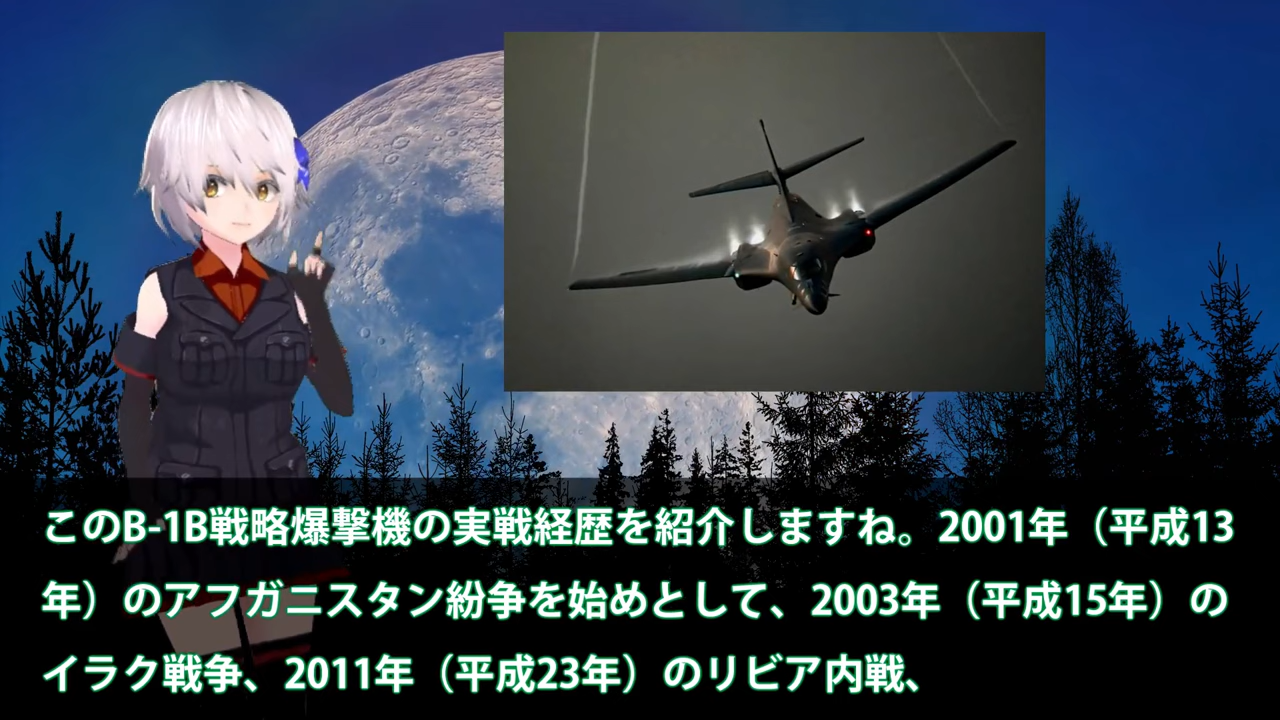 このB-1B戦略爆撃機の実戦経歴を紹介しますね。2001年（平成13
年）のアフガニスタン紛争を始めとして、2003年（平成15年）の
イラク戦争、2011年（平成23年）のリビア内戦、